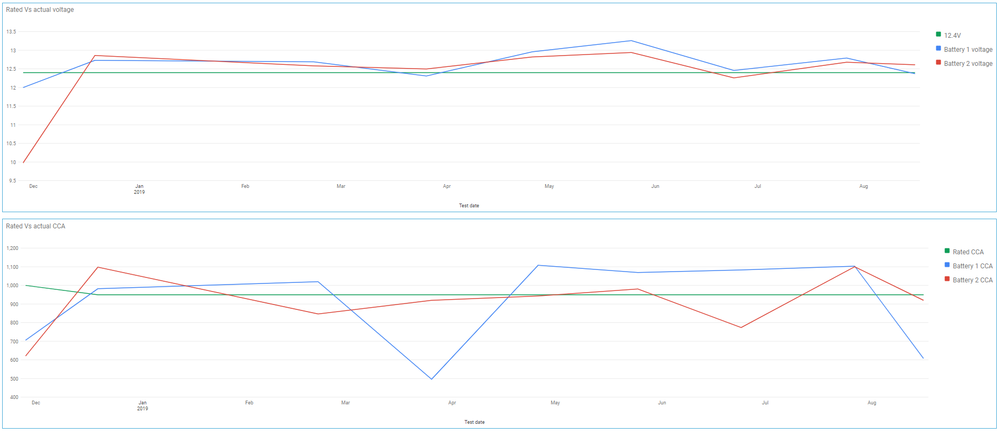 Rated Vs actual voltage
13.5
13
12.5
12
11.5
11
10.5
10
9.5
Dec
Jan
2019
Feb
Mar
Apr
May
Jun
Jul
Aug
Test date
12.4V
Battery 1 voltage
Battery 2 voltage
Rated Vs actual CCA
1,200
1,100
1,000
900
800
700
600
500
400
Dec
Jan
2019
Feb
Mar
Apr
May
Jun
Jul
Aug
Test date
Rated CCA
Battery 1 CCA
Battery 2 CCA